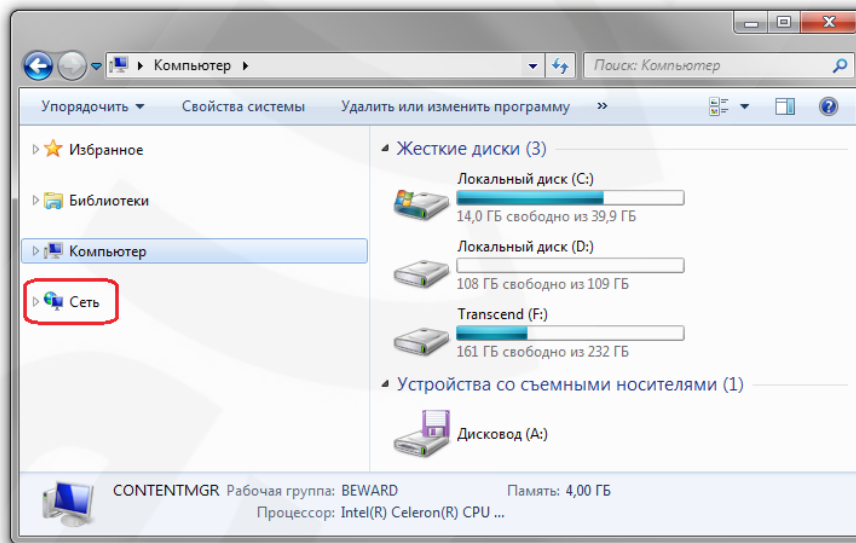 Компьютер
Поиск: Компьютер
Упорядочить Свойства системы Удалить или изменить программу »
Избранное
Библиотеки
Компьютер
Сеть
Жесткие диски (3)
Локальный диск (C:)
14,0 ГБ свободно из 39,9 ГБ
Локальный диск (D:)
108 ГБ свободно из 109 ГБ
Transcend (F:)
161 ГБ свободно из 232 ГБ
Устройства со съемными носителями (1)
Дисковод (A:)
CONTENTMGR Рабочая группа: BEWARD Память: 4,00 ГБ
Процессор: Intel(R) Celeron(R) CPU ...